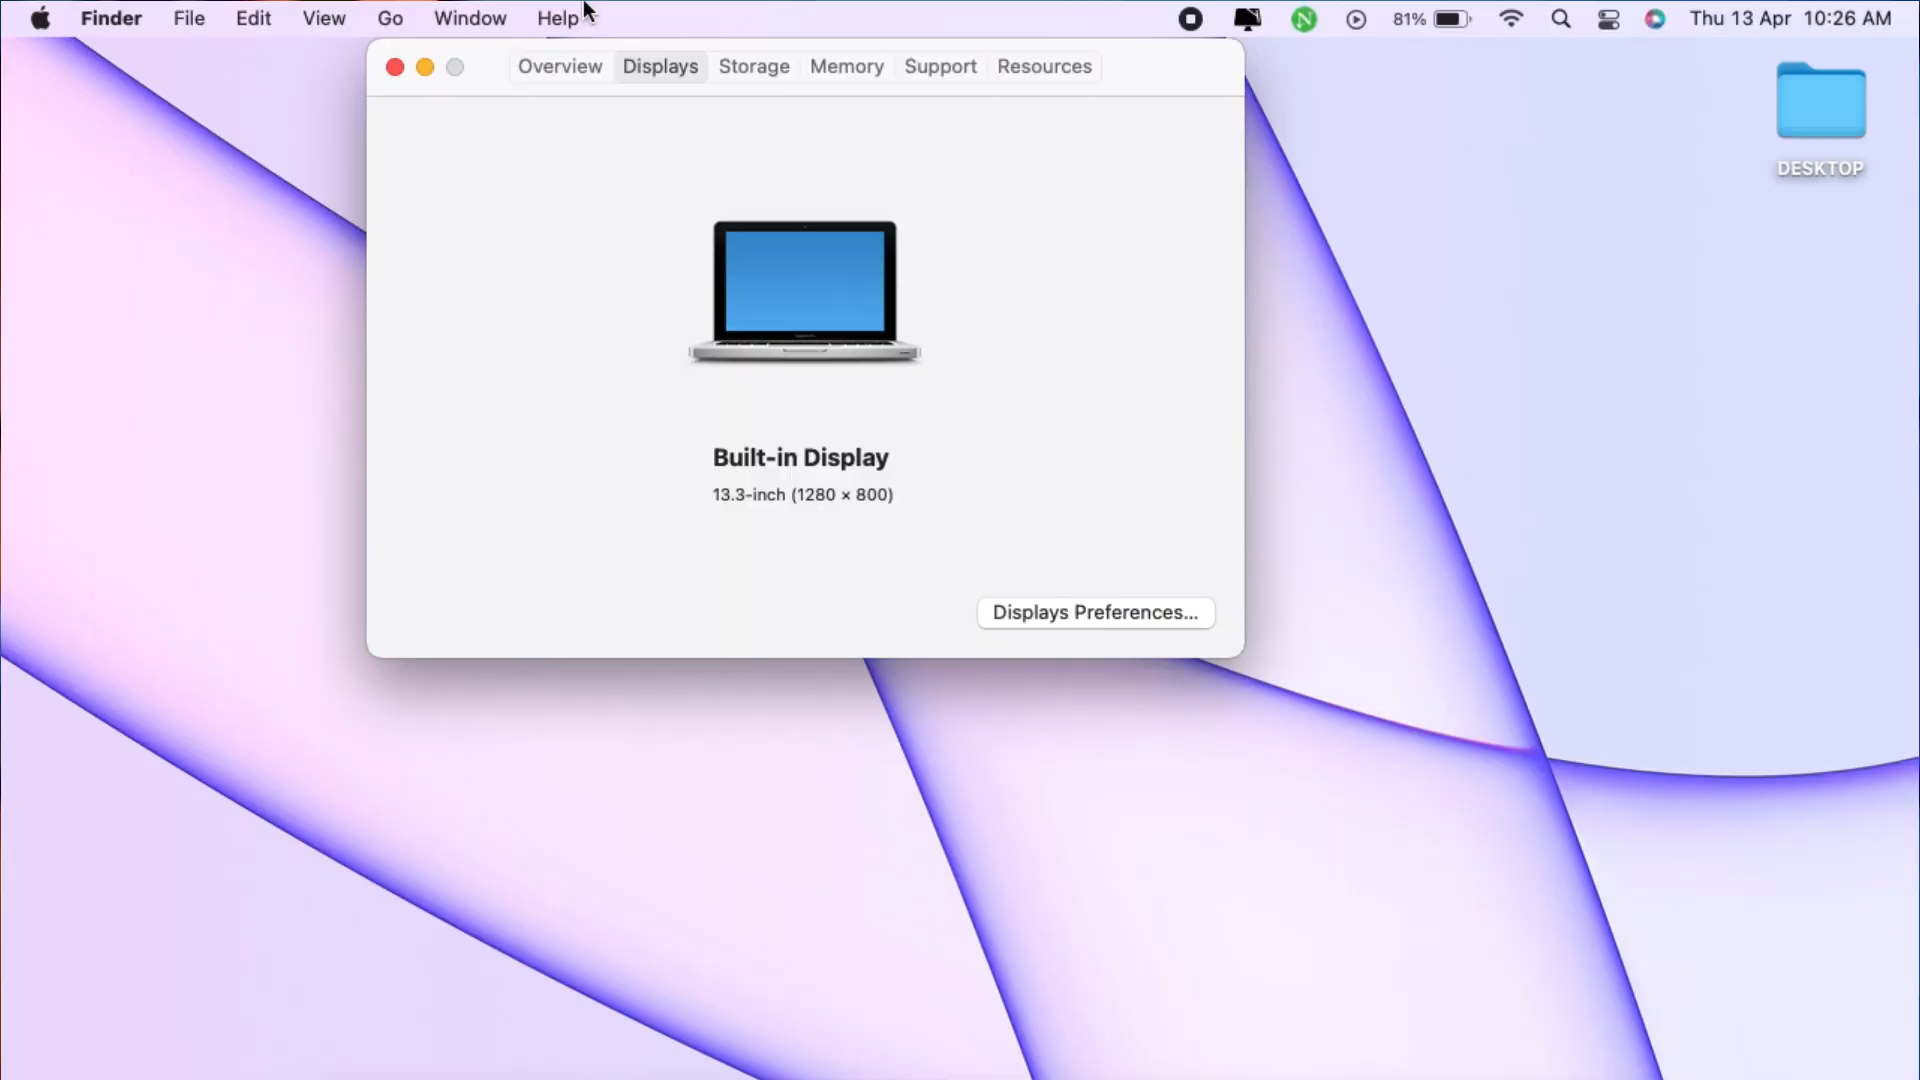 Finder File Edit View Go Window Help 81% Thu 13 Apr 10:26 AM
Overview Displays Storage Memory Support Resources
DESKTOP
Built-in Display
13.3-inch (1280 × 800)
Displays Preferences...